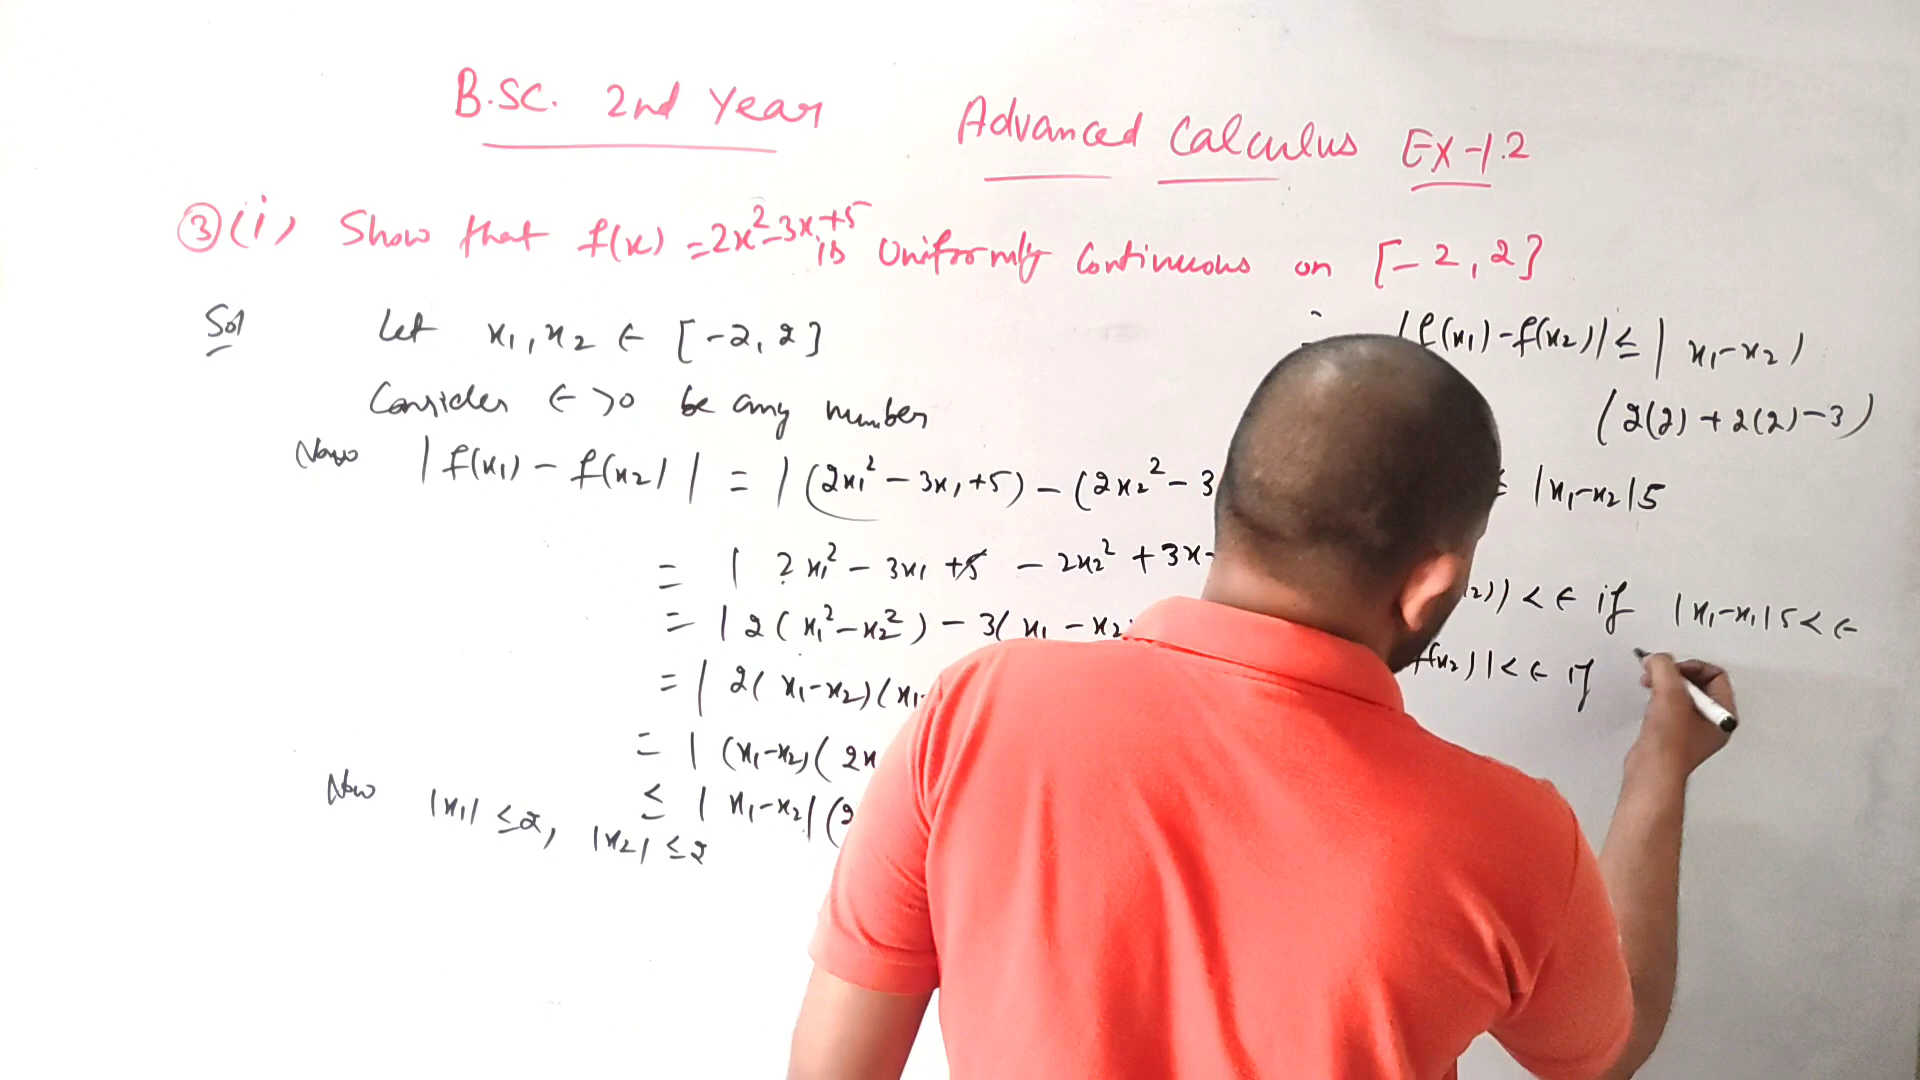 B.SC. 2nd Year
Advanced Calculus EX-1.2
③(i) Show that f(x) = 2x²-3x+5 is Uniformly Continuous on [-2,2]
Sol Let x₁, x₂ ∈ [-2,2]
Consider ∈ >0 be any number
Now |f(x₁) - f(x₂)| = |(2x₁² - 3x₁+5) - (2x₂² - 3
= | 2x₁² - 3x₁ +5 - 2x₂² + 3x
= | 2(x₁²-x₂²) - 3(x₁ - x₂
= | 2(x₁-x₂)(x₁
= | (x₁-x₂)(2x
≤ | x₁-x₂|(2
Now |x₁| ≤2, |x₂| ≤2
|f(x₁)-f(x₂)| ≤ | x₁-x₂)
(2(2) + 2(2)-3)
≤ |x₁-x₂|5
x₂)| < ∈ if |x₁-x₁|5 < ∈
f(x₂)| < ∈ if